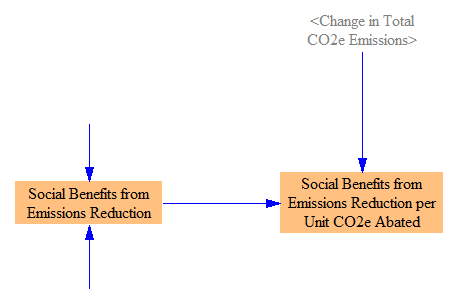 <Change in Total
CO2e Emissions>
Social Benefits from
Emissions Reduction
Social Benefits from
Emissions Reduction per
Unit CO2e Abated